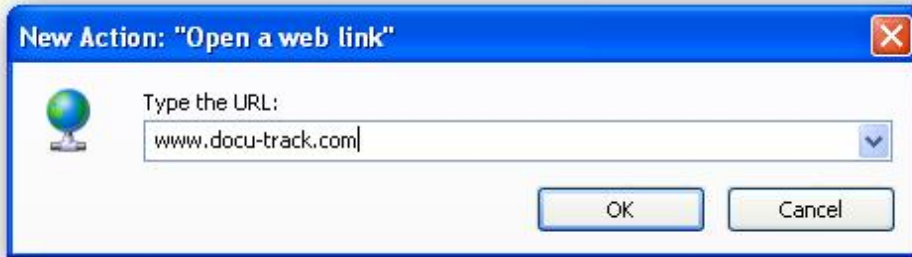 New Action: "Open a web link"
Type the URL:
www.docu-track.com
OK Cancel